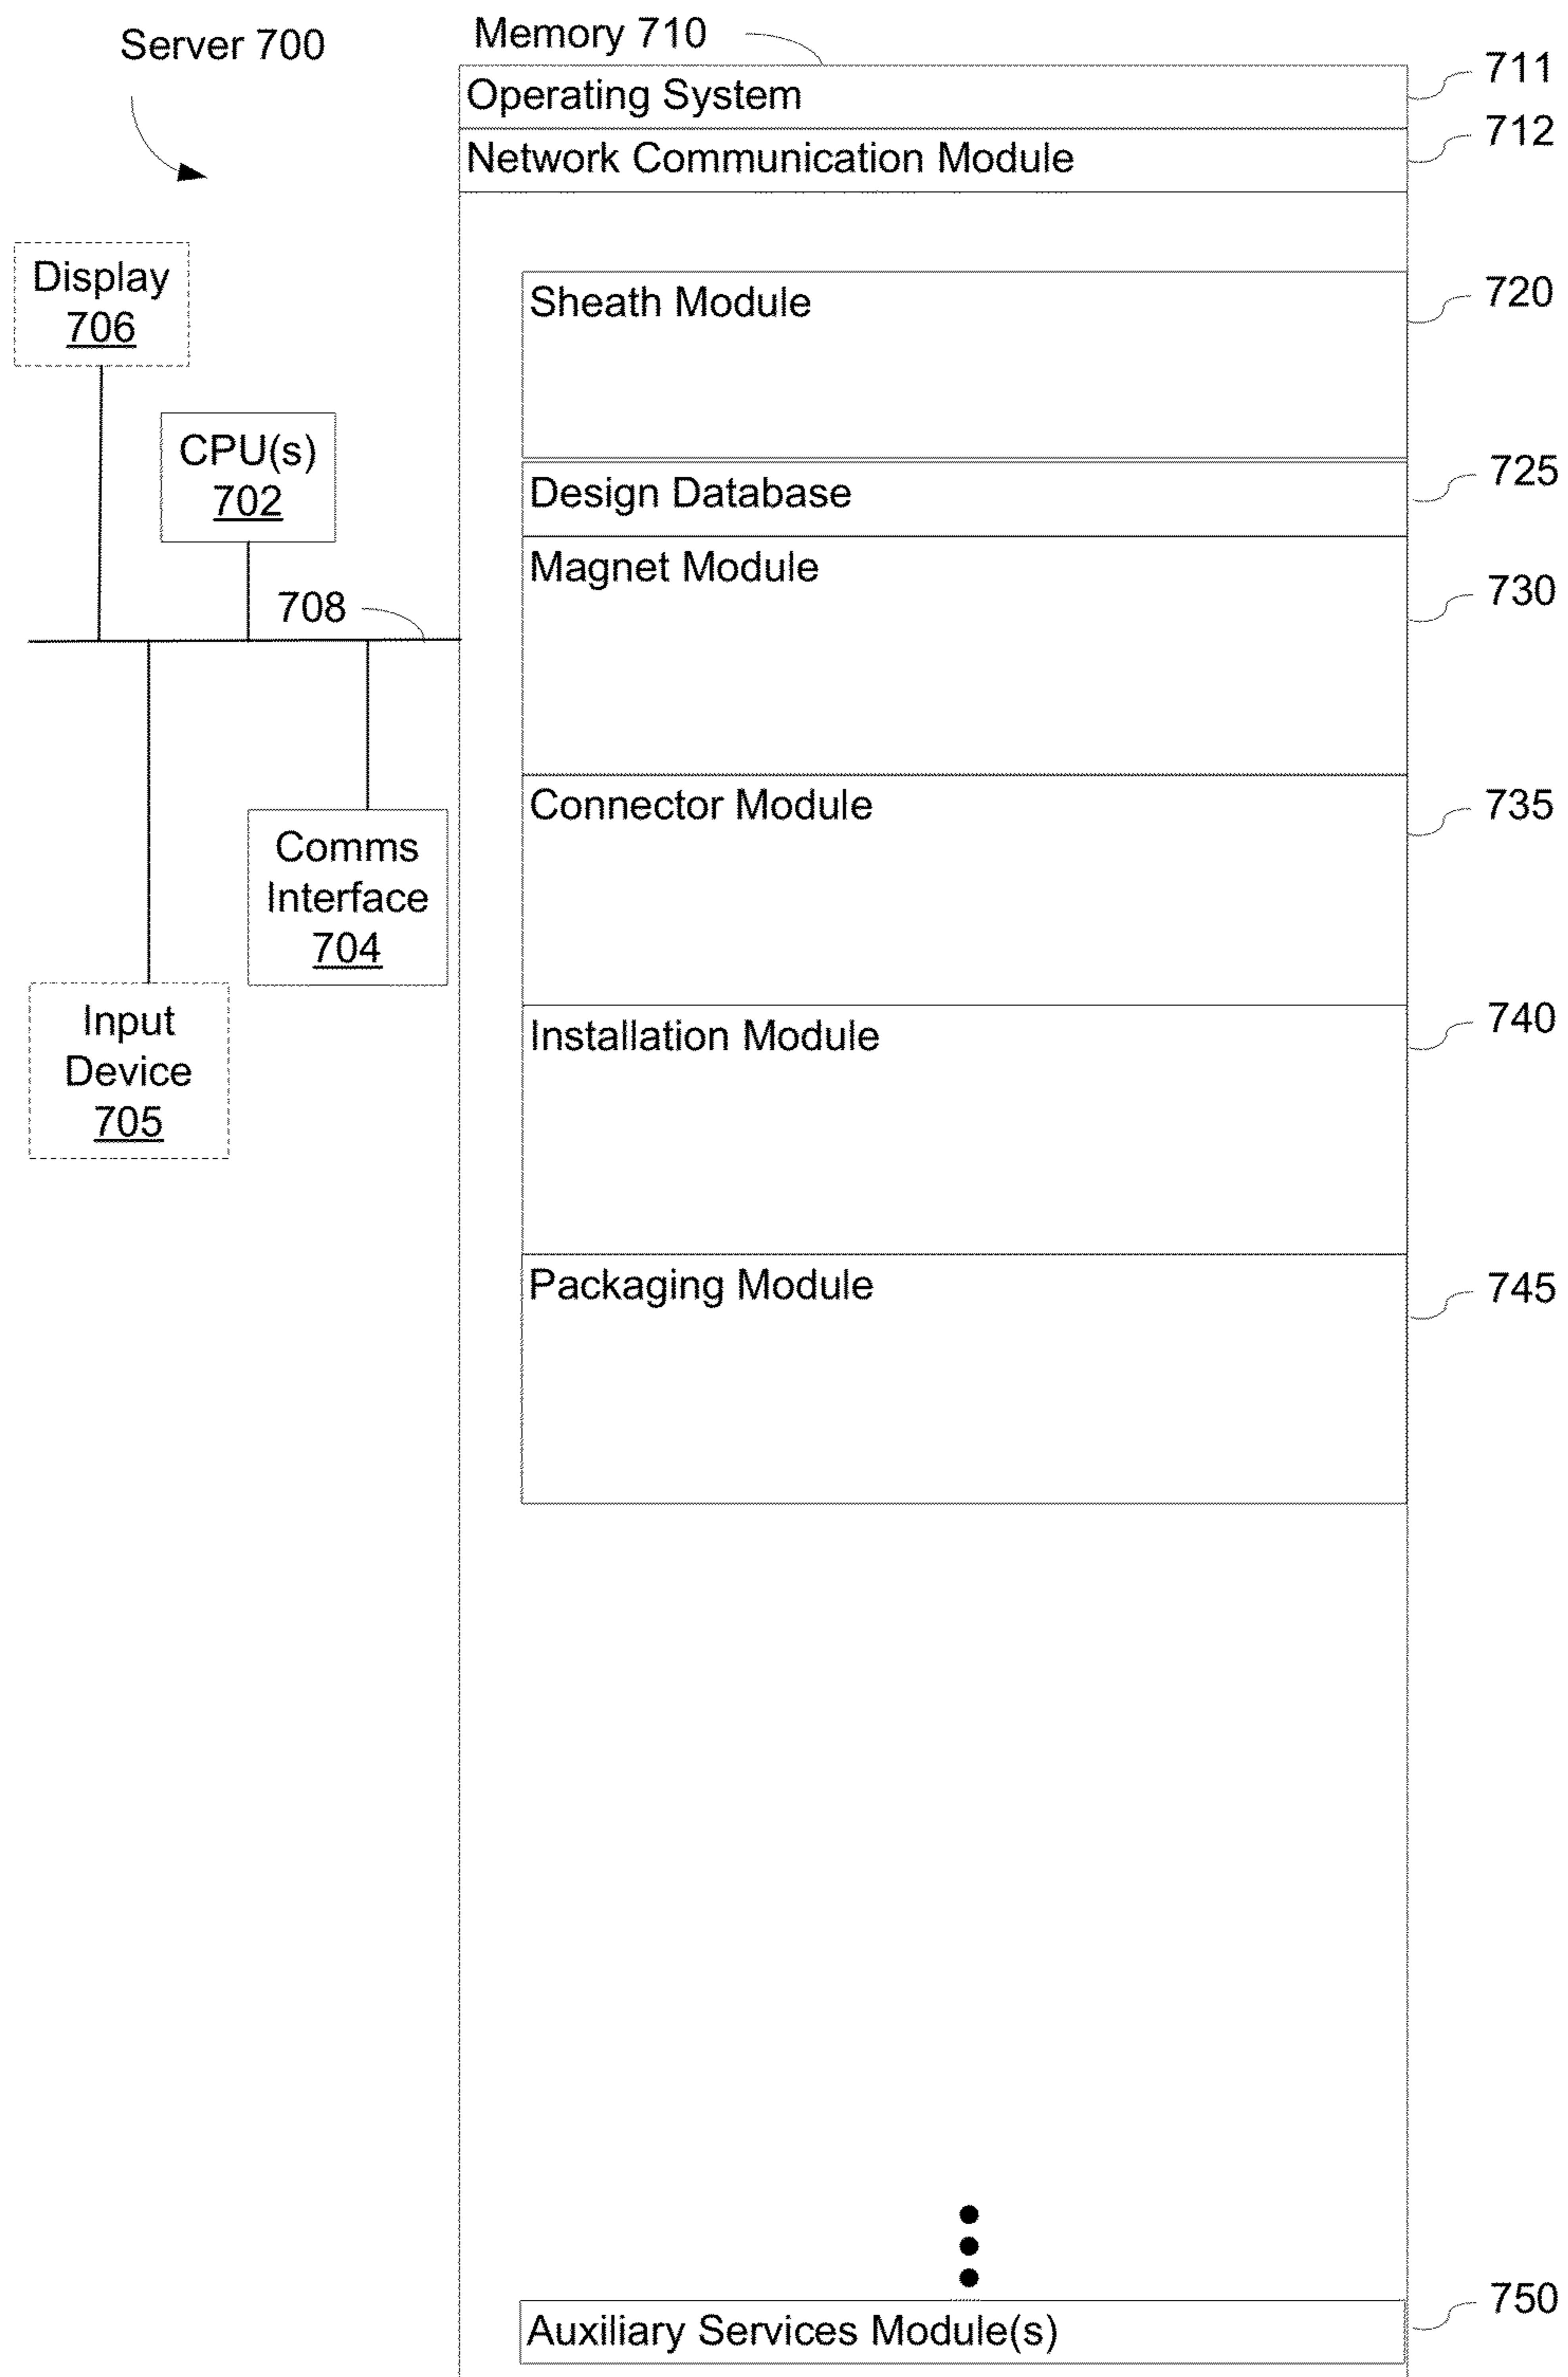 Server 700
Memory 710
Operating System
711
Network Communication Module
712
Display
706
Sheath Module
720
CPU(s)
702
Design Database
725
Magnet Module
730
708
Connector Module
735
Comms
Interface
704
Input
Device
705
Installation Module
740
Packaging Module
745
Auxiliary Services Module(s)
750